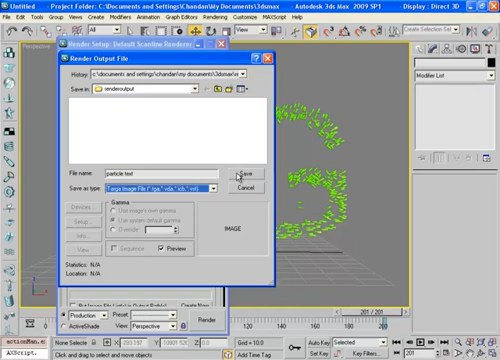 Untitled - Project Folder: C:\Documents and Settings\Chandan\My Documents\3dsmax Autodesk 3ds Max 2009 SP1 - Display : Direct 3D
Edit Tools Group Views Create Modifiers Animation Graph Editors Rendering Customize MAXScript Help
View
Perspective
Render Setup: Default Scanline Renderer
Render Output File
History: c:\documents and settings\chandan\my documents\3dsmax\re
Save in: renderoutput
File name: particle text Save
Save as type: Targa Image File (*.tga,*.vda,*.icb,*.vst) Cancel
Gamma
Devices...
Use image's own gamma
Setup...
Use system default gamma
Info...
Override
IMAGE
View
Sequence Preview
Statistics: N/A
Location: N/A
Modifier List
Production Preset:
ActiveShade View: Perspective Render
201 / 201
None Selecte X: Y: Z: 0.0 Grid = 10.0 Auto Key Selected
AXScript. Click and drag to select and move objects Add Time Tag Set Key Key Filters...